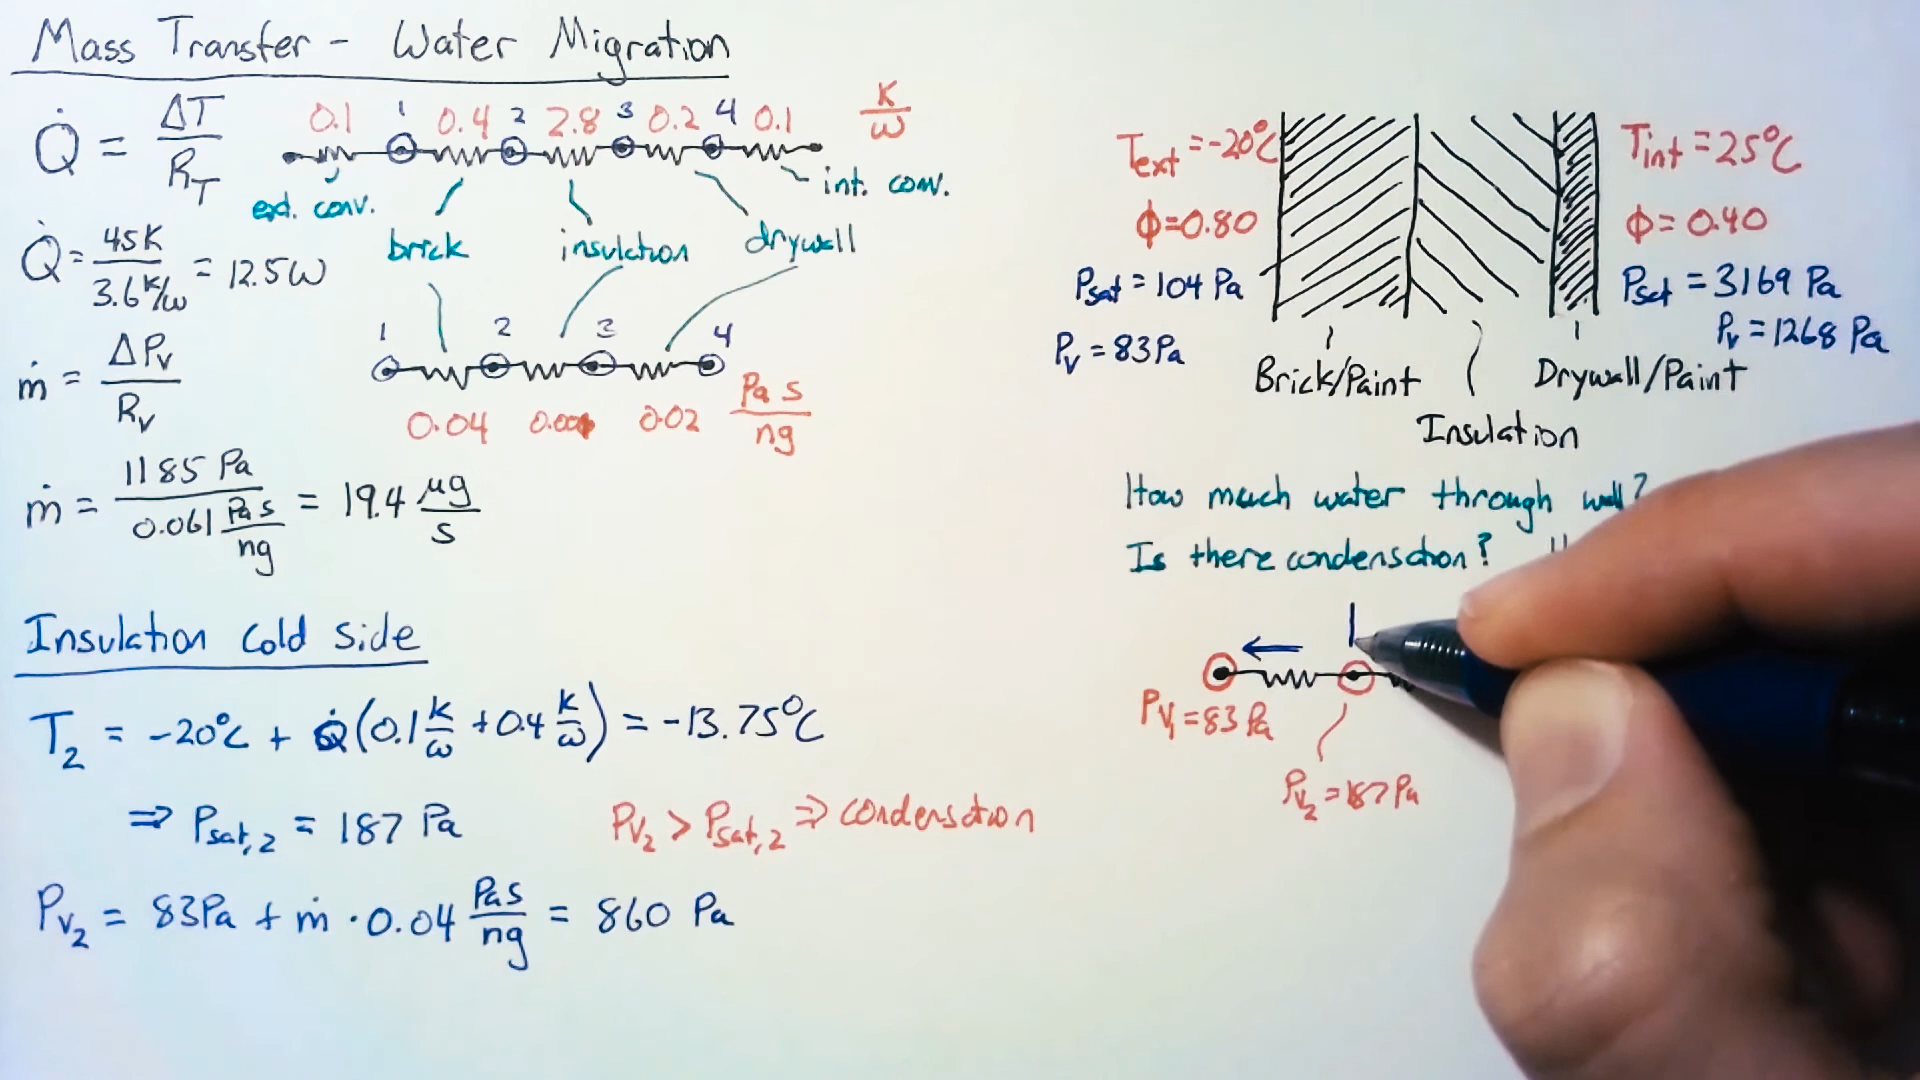 Mass Transfer - Water Migration
Q̇ = ΔT / R_T
0.1 1 0.4 2 2.8 3 0.2 4 0.1 K/W
ext. conv.
brick
insulation
drywall
int. conv.
Q̇ = 45K / 3.6 K/W = 12.5W
1 2 3 4
0.04 0.001 0.02 Pa s / ng
ṁ = ΔP_V / R_V
ṁ = 1185 Pa / 0.061 Pa s/ng = 19.4 μg/s
Insulation cold side
T_2 = -20°C + Q̇(0.1 K/W + 0.4 K/W) = -13.75°C
⇒ P_sat,2 = 187 Pa
P_V2 > P_sat,2 ⇒ condensation
P_V2 = 83Pa + ṁ · 0.04 Pa s/ng = 860 Pa
T_ext = -20°C
φ=0.80
P_sat = 104 Pa
P_V = 83Pa
T_int = 25°C
φ = 0.40
P_sat = 3169 Pa
P_V = 1268 Pa
Brick/Paint
Insulation
Drywall/Paint
How much water through wall?
Is there condensation?
P_V1 = 83 Pa
P_V2 = 187 Pa